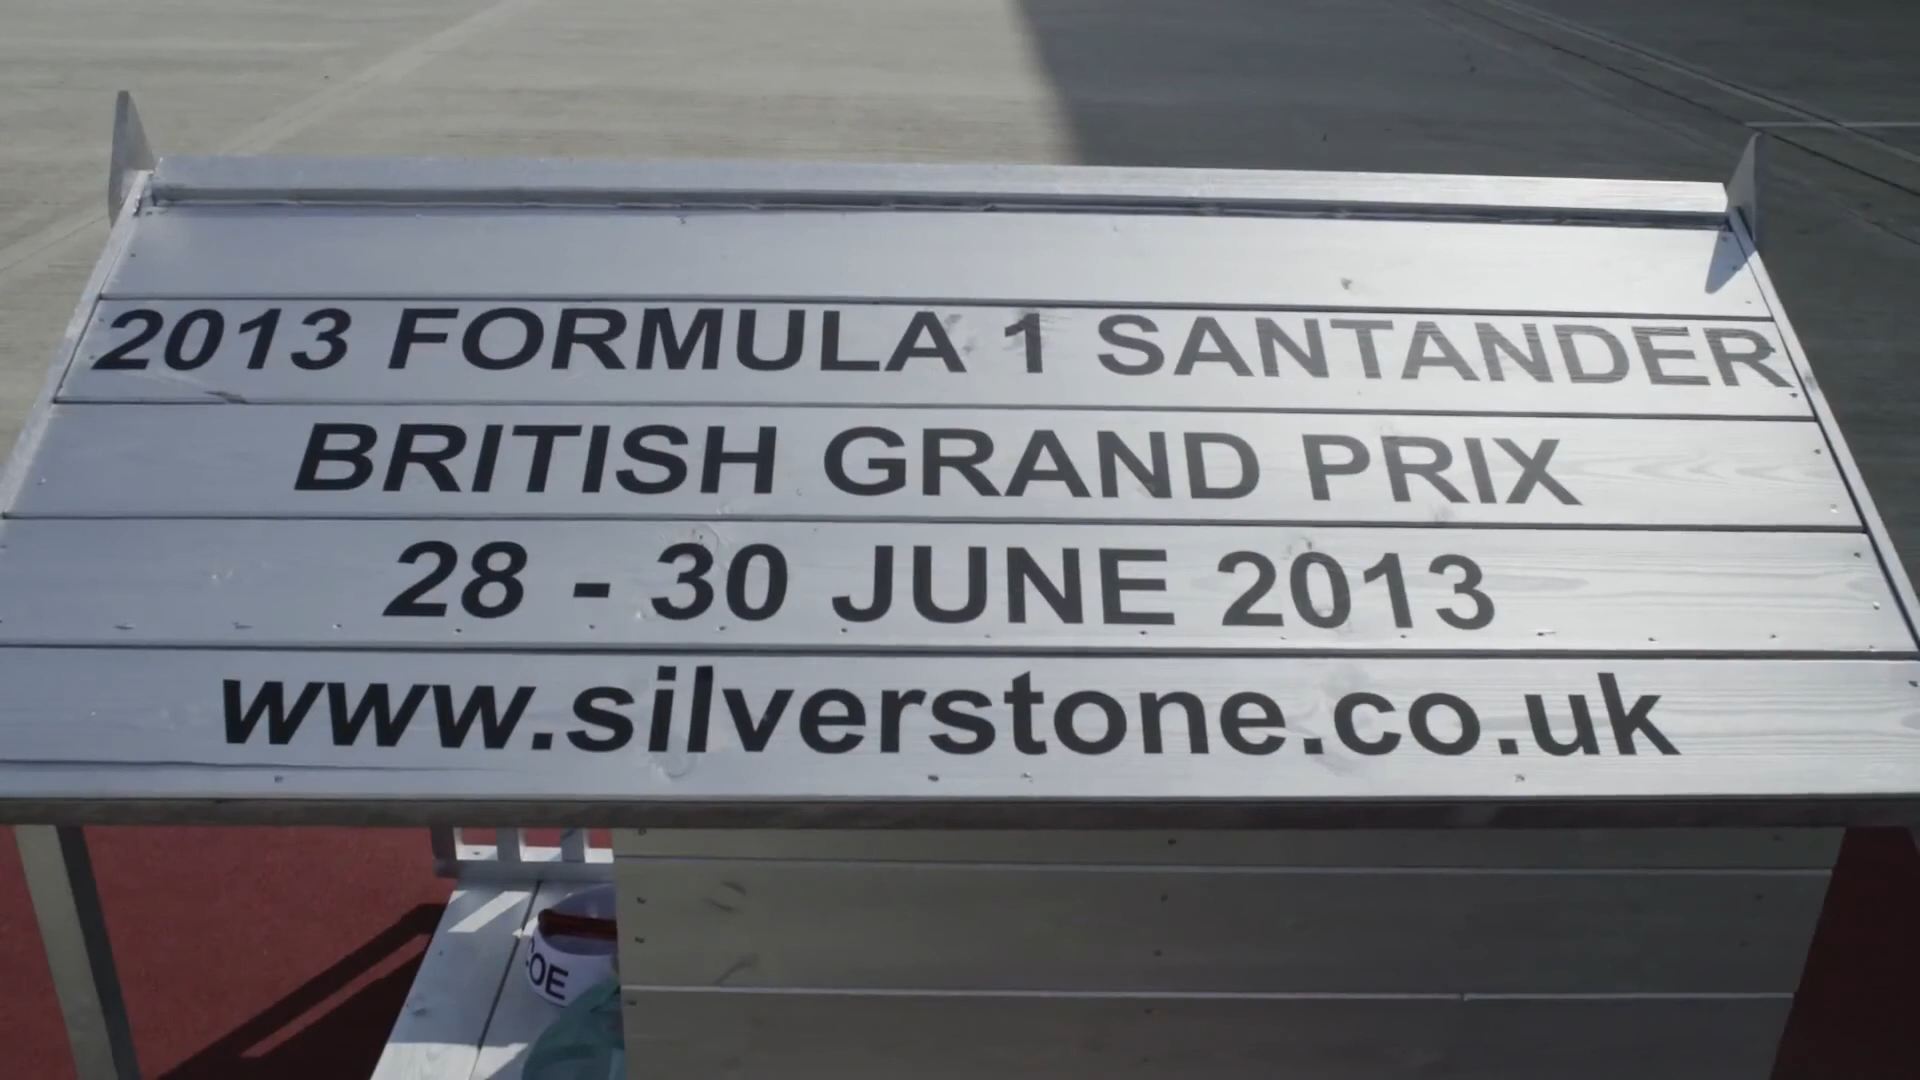 2013 FORMULA 1 SANTANDER
BRITISH GRAND PRIX
28 - 30 JUNE 2013
www.silverstone.co.uk